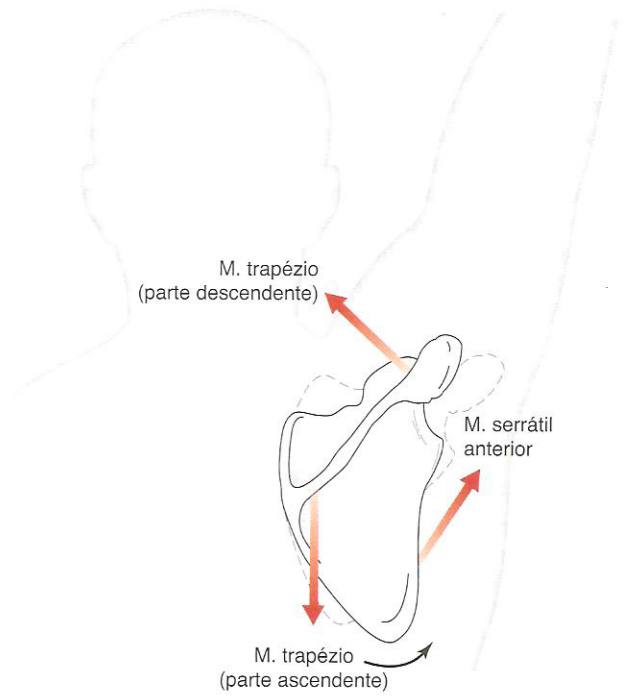 M. trapézio
(parte descendente)
M. serrátil
anterior
M. trapézio
(parte ascendente)